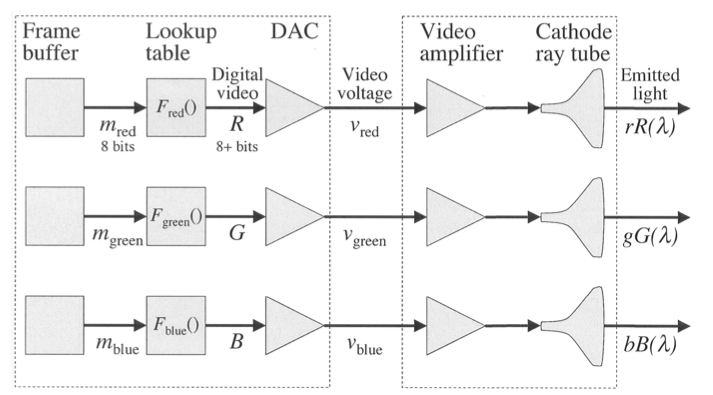 Frame
buffer
Lookup
table
DAC
Video
amplifier
Cathode
ray tube
Digital
video
Video
voltage
Emitted
light
m_red
8 bits
F_red()
R
8+ bits
v_red
rR(λ)
m_green
F_green()
G
v_green
gG(λ)
m_blue
F_blue()
B
v_blue
bB(λ)